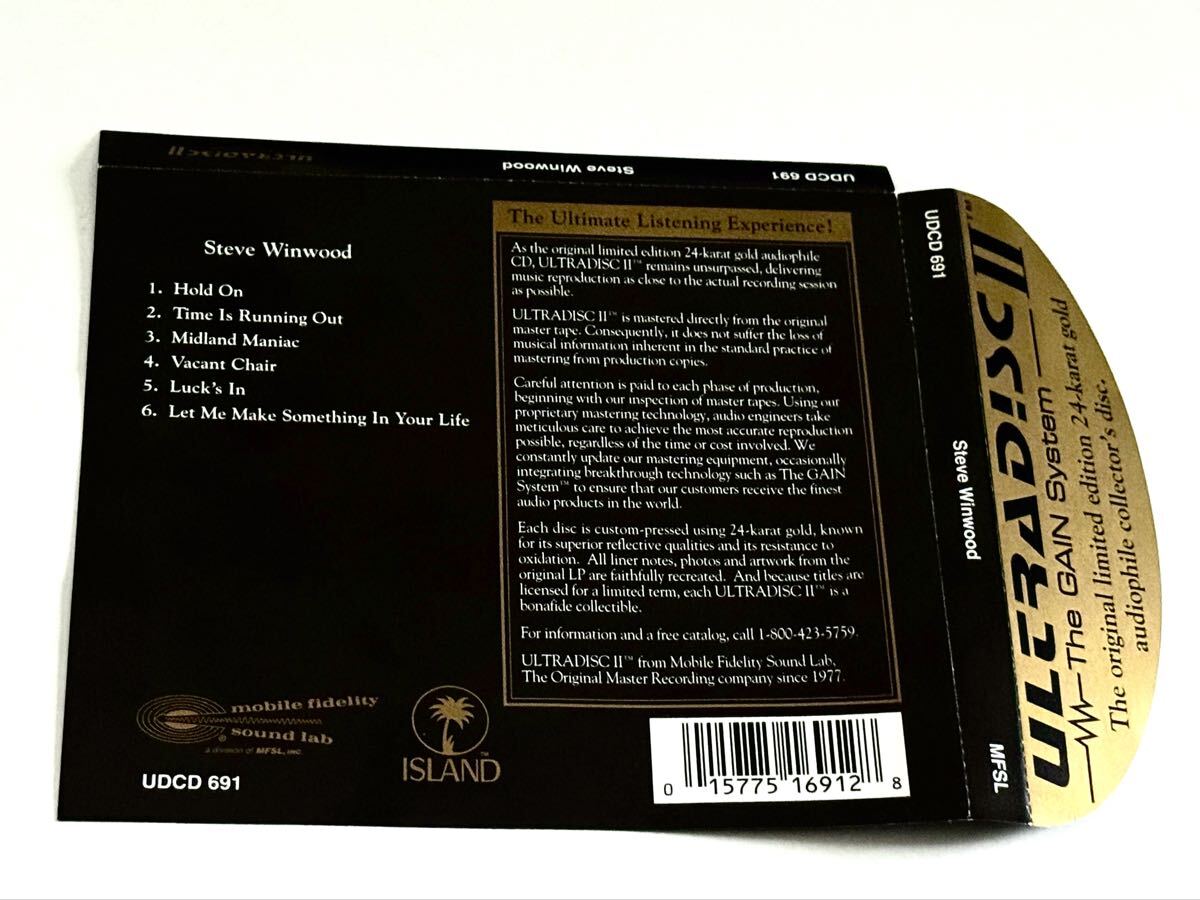 ULTRADISC II
Steve Winwood
UDCD 691
Steve Winwood
1. Hold On
2. Time Is Running Out
3. Midland Maniac
4. Vacant Chair
5. Luck's In
6. Let Me Make Something In Your Life
mobile fidelity
sound lab
a division of MFSL, INC.
UDCD 691
ISLAND™
The Ultimate Listening Experience!
As the original limited edition 24-karat gold audiophile
CD, ULTRADISC II™ remains unsurpassed, delivering
music reproduction as close to the actual recording session
as possible.
ULTRADISC II™ is mastered directly from the original
master tape. Consequently, it does not suffer the loss of
musical information inherent in the standard practice of
mastering from production copies.
Careful attention is paid to each phase of production,
beginning with our inspection of master tapes. Using our
proprietary mastering technology, audio engineers take
meticulous care to achieve the most accurate reproduction
possible, regardless of the time or cost involved. We
constantly update our mastering equipment, occasionally
integrating breakthrough technology such as The GAIN
System™ to ensure that our customers receive the finest
audio products in the world.
Each disc is custom-pressed using 24-karat gold, known
for its superior reflective qualities and its resistance to
oxidation. All liner notes, photos and artwork from the
original LP are faithfully recreated. And because titles are
licensed for a limited term, each ULTRADISC II™ is a
bonafide collectible.
For information and a free catalog, call 1-800-423-5759.
ULTRADISC II™ from Mobile Fidelity Sound Lab,
The Original Master Recording company since 1977.
0 15775 16912 8
UDCD 691
Steve Winwood
MFSL
ULTRADISC II
The GAIN System
The original limited edition 24-karat gold
audiophile collector's disc.